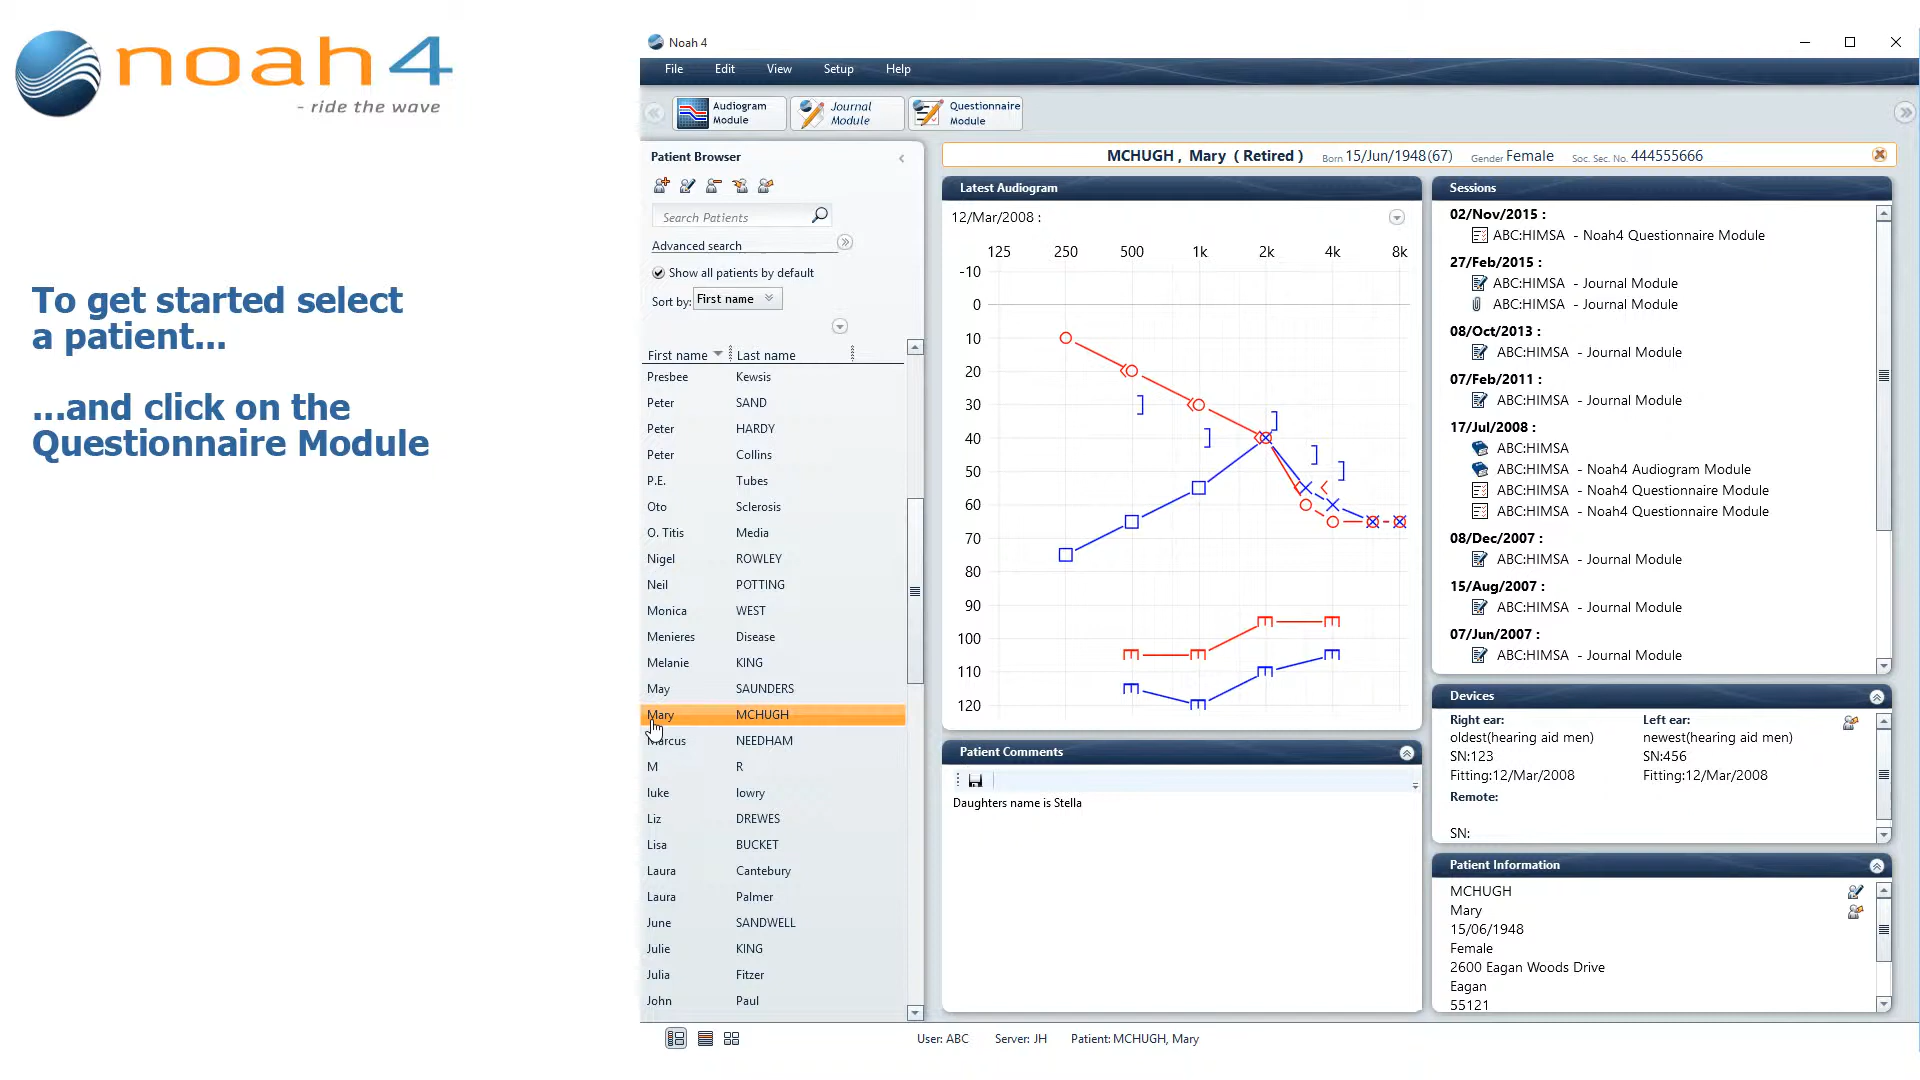 noah 4
- ride the wave
To get started select
a patient...
...and click on the
Questionnaire Module
Noah 4
File Edit View Setup Help
Audiogram
Module
Journal
Module
Questionnaire
Module
Patient Browser
Search Patients
Advanced search
Show all patients by default
Sort by: First name
First name Last name
Presbee Kewsis
Peter SAND
Peter HARDY
Peter Collins
P.E. Tubes
Oto Sclerosis
O. Titis Media
Nigel ROWLEY
Neil POTTING
Monica WEST
Menieres Disease
Melanie KING
May SAUNDERS
Mary MCHUGH
Marcus NEEDHAM
M R
luke lowry
Liz DREWES
Lisa BUCKET
Laura Cantebury
Laura Palmer
June SANDWELL
Julie KING
Julia Fitzer
John Paul
MCHUGH , Mary ( Retired ) Born 15/Jun/1948(67) Gender Female Soc. Sec. No. 444555666
Latest Audiogram
12/Mar/2008 :
125 250 500 1k 2k 4k 8k
-10
0
10
20
30
40
50
60
70
80
90
100
110
120
Patient Comments
Daughters name is Stella
Sessions
02/Nov/2015 :
ABC:HIMSA - Noah4 Questionnaire Module
27/Feb/2015 :
ABC:HIMSA - Journal Module
ABC:HIMSA - Journal Module
08/Oct/2013 :
ABC:HIMSA - Journal Module
07/Feb/2011 :
ABC:HIMSA - Journal Module
17/Jul/2008 :
ABC:HIMSA
ABC:HIMSA - Noah4 Audiogram Module
ABC:HIMSA - Noah4 Questionnaire Module
ABC:HIMSA - Noah4 Questionnaire Module
08/Dec/2007 :
ABC:HIMSA - Journal Module
15/Aug/2007 :
ABC:HIMSA - Journal Module
07/Jun/2007 :
ABC:HIMSA - Journal Module
Devices
Right ear: Left ear:
oldest(hearing aid men) newest(hearing aid men)
SN:123 SN:456
Fitting:12/Mar/2008 Fitting:12/Mar/2008
Remote:
SN:
Patient Information
MCHUGH
Mary
15/06/1948
Female
2600 Eagan Woods Drive
Eagan
55121
User: ABC Server: JH Patient: MCHUGH, Mary